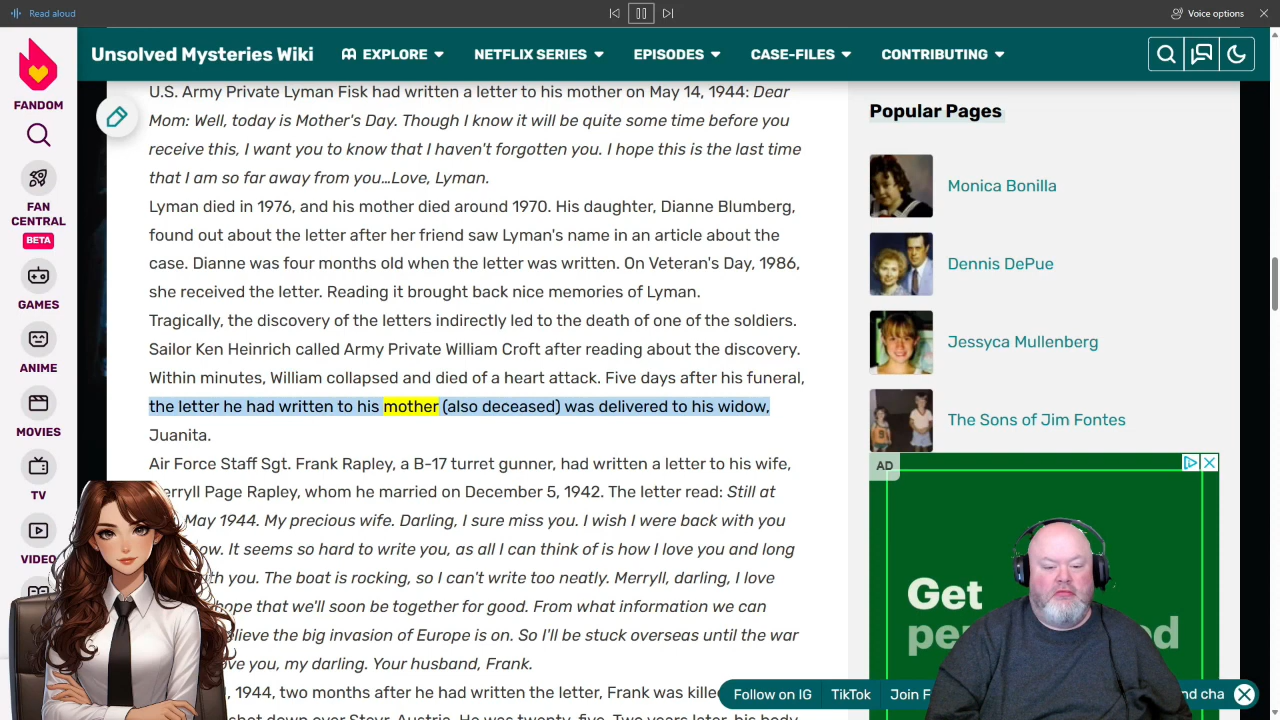 Read aloud
Voice options
FANDOM
FAN
CENTRAL
BETA
GAMES
ANIME
MOVIES
TV
VIDEO
Unsolved Mysteries Wiki
EXPLORE
NETFLIX SERIES
EPISODES
CASE-FILES
CONTRIBUTING
U.S. Army Private Lyman Fisk had written a letter to his mother on May 14, 1944: Dear
Mom: Well, today is Mother's Day. Though I know it will be quite some time before you
receive this, I want you to know that I haven't forgotten you. I hope this is the last time
that I am so far away from you…Love, Lyman.
Lyman died in 1976, and his mother died around 1970. His daughter, Dianne Blumberg,
found out about the letter after her friend saw Lyman's name in an article about the
case. Dianne was four months old when the letter was written. On Veteran's Day, 1986,
she received the letter. Reading it brought back nice memories of Lyman.
Tragically, the discovery of the letters indirectly led to the death of one of the soldiers.
Sailor Ken Heinrich called Army Private William Croft after reading about the discovery.
Within minutes, William collapsed and died of a heart attack. Five days after his funeral,
the letter he had written to his mother (also deceased) was delivered to his widow,
Juanita.
Air Force Staff Sgt. Frank Rapley, a B-17 turret gunner, had written a letter to his wife,
Page Rapley, whom he married on December 5, 1942. The letter read: Still at
May 1944. My precious wife. Darling, I sure miss you. I wish I were back with you
It seems so hard to write you, as all I can think of is how I love you and long
with you. The boat is rocking, so I can't write too neatly. Merryll, darling, I love
hope that we'll soon be together for good. From what information we can
believe the big invasion of Europe is on. So I'll be stuck overseas until the war
you, my darling. Your husband, Frank.
, 1944, two months after he had written the letter, Frank was
shot down over Steyr, Austria. He was twenty-five. Two years later, his body
Popular Pages
Monica Bonilla
Dennis DePue
Jessyca Mullenberg
The Sons of Jim Fontes
AD
Get
Follow on IG
TikTok
Join